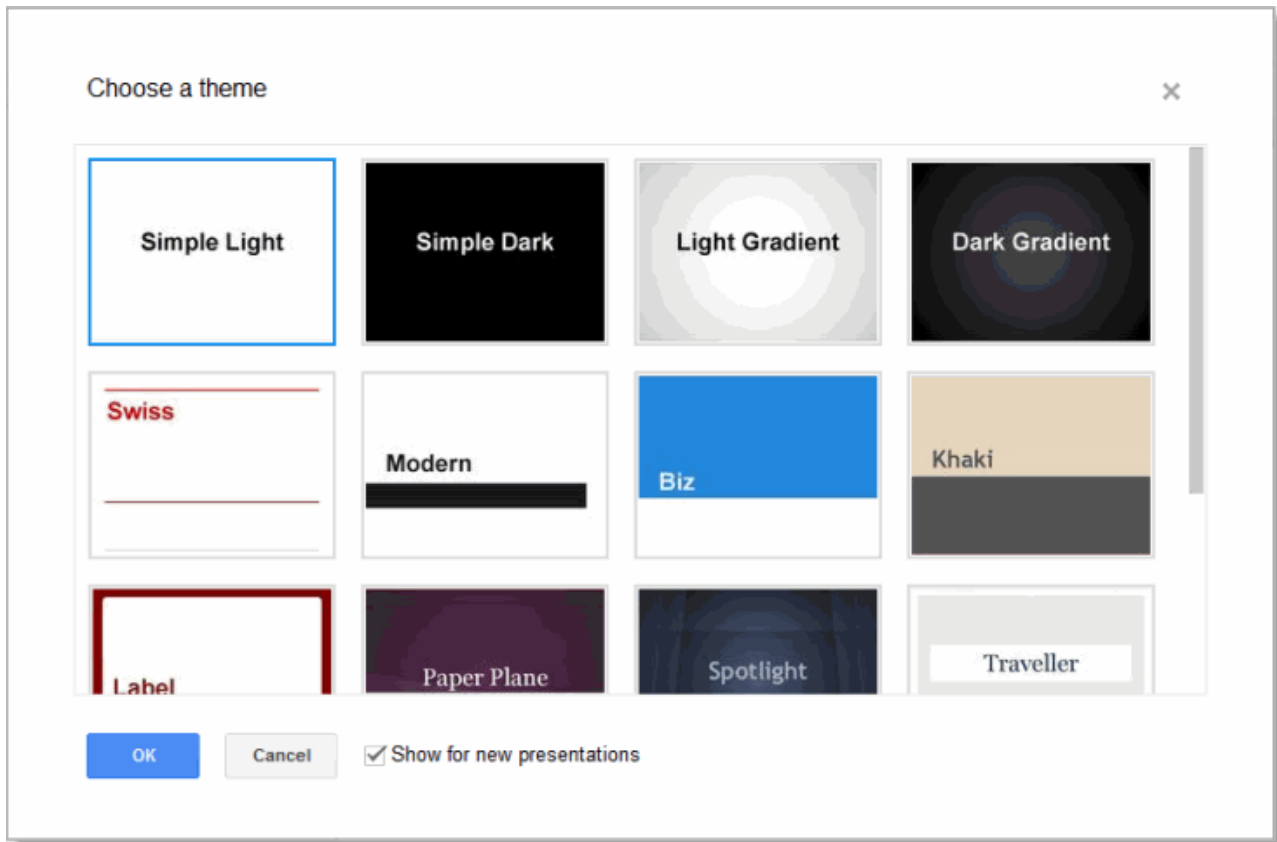 Choose a theme
Simple Light
Simple Dark
Light Gradient
Dark Gradient
Swiss
Modern
Biz
Khaki
Label
Paper Plane
Spotlight
Traveller
OK
Cancel
Show for new presentations